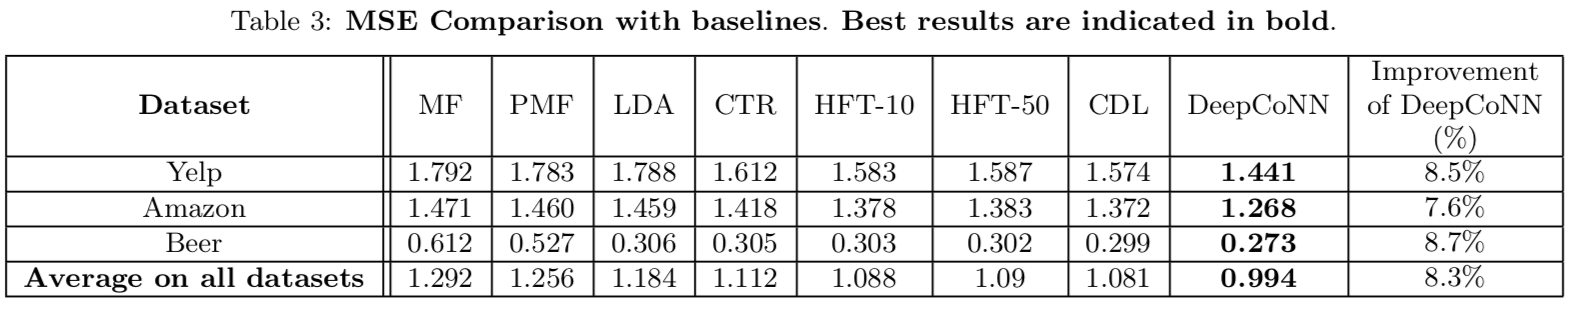 Table 3: MSE Comparison with baselines. Best results are indicated in bold.
Dataset MF PMF LDA CTR HFT-10 HFT-50 CDL DeepCoNN Improvement of DeepCoNN (%)
Yelp 1.792 1.783 1.788 1.612 1.583 1.587 1.574 1.441 8.5%
Amazon 1.471 1.460 1.459 1.418 1.378 1.383 1.372 1.268 7.6%
Beer 0.612 0.527 0.306 0.305 0.303 0.302 0.299 0.273 8.7%
Average on all datasets 1.292 1.256 1.184 1.112 1.088 1.09 1.081 0.994 8.3%